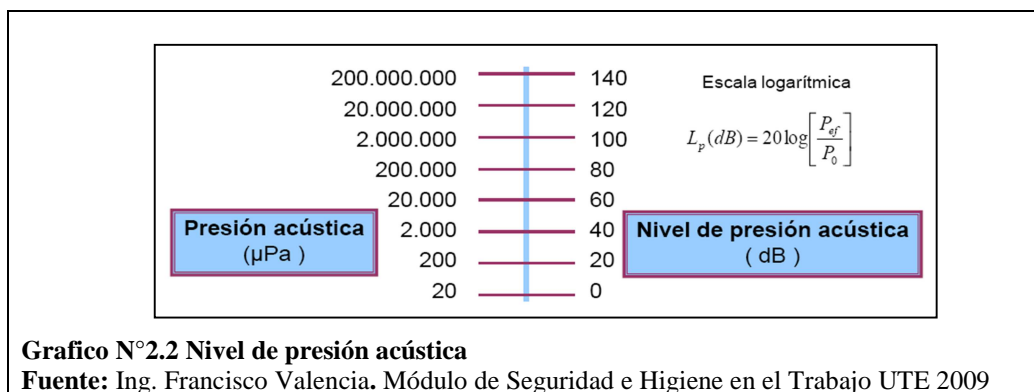 200.000.000 140
20.000.000 120
2.000.000 100
200.000 80
20.000 60
2.000 40
200 20
20 0
Escala logarítmica
L_p(dB) = 20 log[P_ef / P_0]
Presión acústica
(µPa )
Nivel de presión acústica
( dB )
Grafico N°2.2 Nivel de presión acústica
Fuente: Ing. Francisco Valencia. Módulo de Seguridad e Higiene en el Trabajo UTE 2009